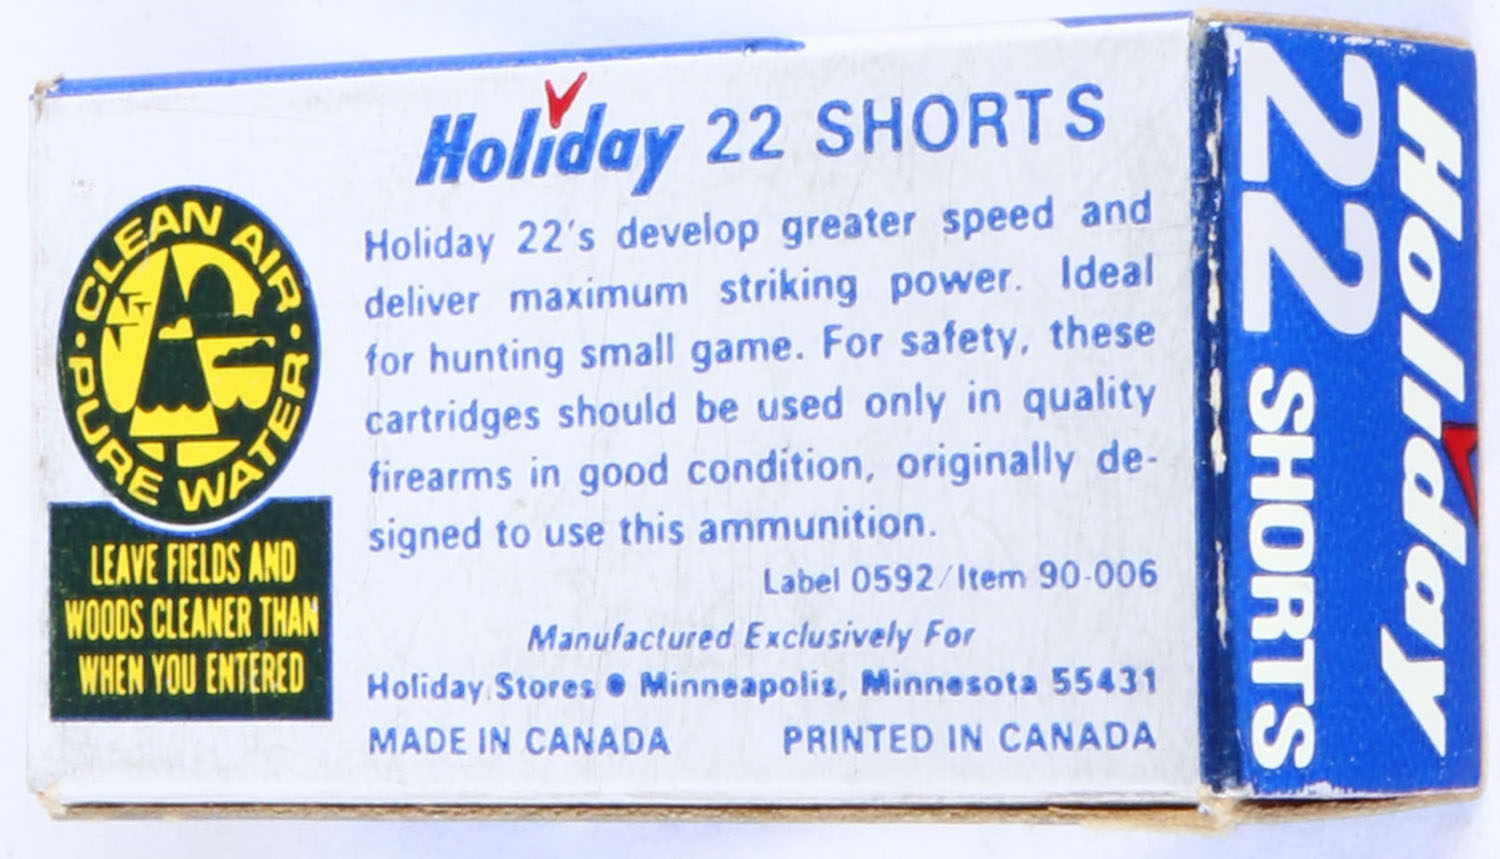 CLEAN AIR
PURE WATER
LEAVE FIELDS AND
WOODS CLEANER THAN
WHEN YOU ENTERED
Holiday 22 SHORTS
Holiday 22's develop greater speed and
deliver maximum striking power. Ideal
for hunting small game. For safety, these
cartridges should be used only in quality
firearms in good condition, originally de-
signed to use this ammunition.
Label 0592/Item 90-006
Manufactured Exclusively For
Holiday Stores • Minneapolis, Minnesota 55431
MADE IN CANADA PRINTED IN CANADA
Holiday
22 SHORTS